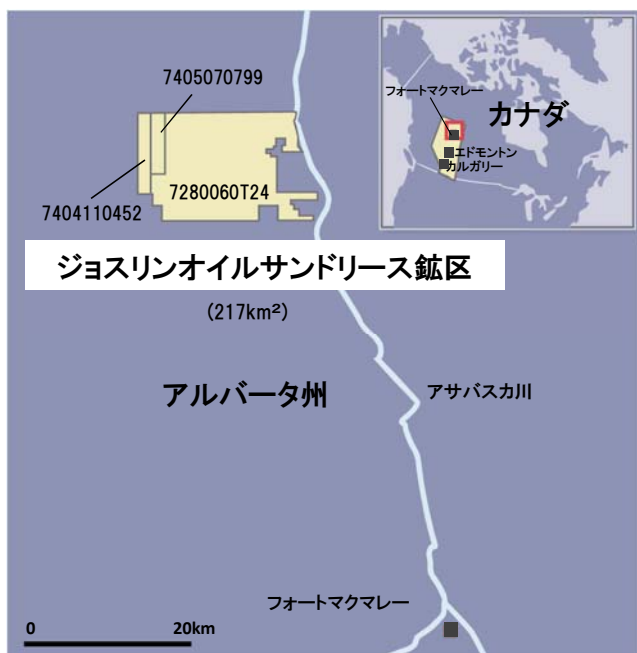 7405070799
フォートマクマレー
カナダ
エドモントン
カルガリー
7280060T24
7404110452
ジョスリンオイルサンドリース鉱区
(217km²)
アルバータ州
アサバスカ川
フォートマクマレー
0 20km